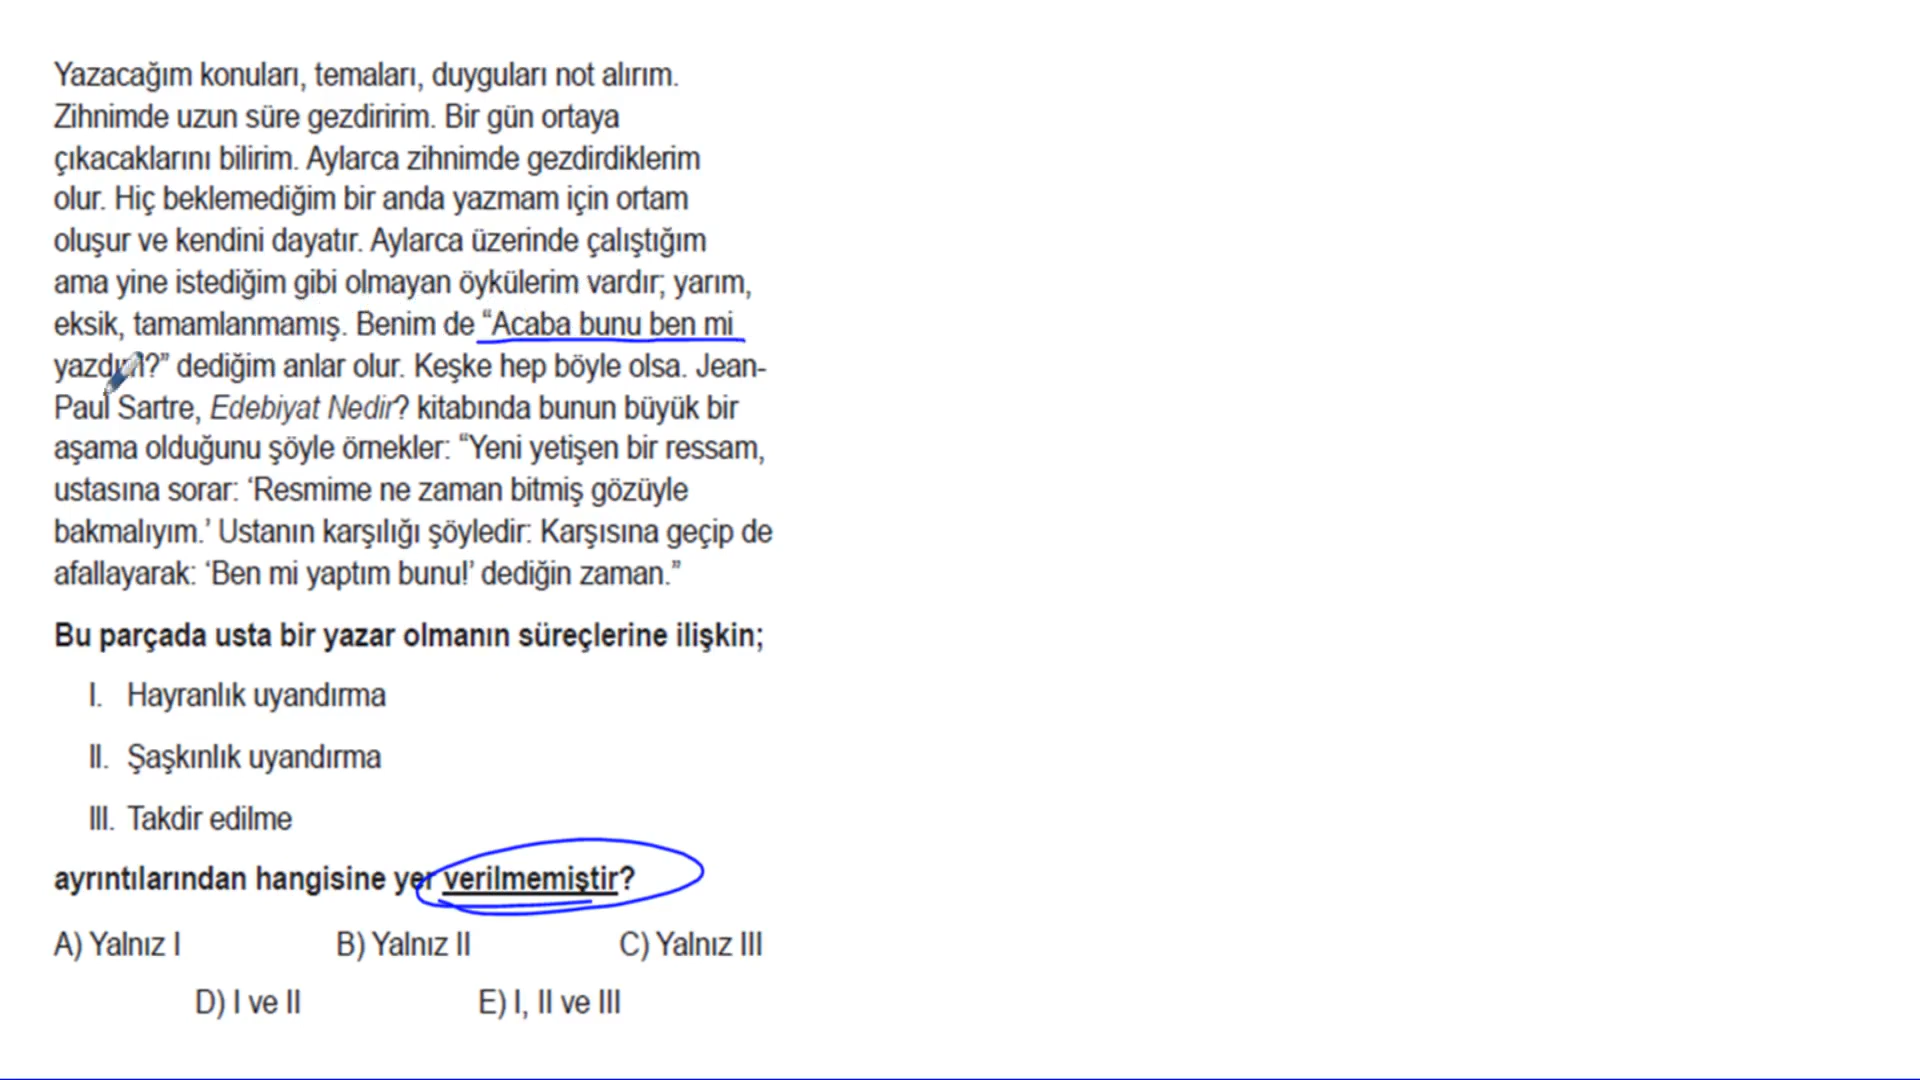 Yazacağım konuları, temaları, duyguları not alırım.
Zihnimde uzun süre gezdiririm. Bir gün ortaya
çıkacaklarını bilirim. Aylarca zihnimde gezdirdiklerim
olur. Hiç beklemediğim bir anda yazmam için ortam
oluşur ve kendini dayatır. Aylarca üzerinde çalıştığım
ama yine istediğim gibi olmayan öykülerim vardır; yarım,
eksik, tamamlanmamış. Benim de “Acaba bunu ben mi
yazdım?” dediğim anlar olur. Keşke hep böyle olsa. Jean-
Paul Sartre, Edebiyat Nedir? kitabında bunun büyük bir
aşama olduğunu şöyle örnekler: “Yeni yetişen bir ressam,
ustasına sorar: ‘Resmime ne zaman bitmiş gözüyle
bakmalıyım.’ Ustanın karşılığı şöyledir: Karşısına geçip de
afallayarak: ‘Ben mi yaptım bunu!’ dediğin zaman.”
Bu parçada usta bir yazar olmanın süreçlerine ilişkin;
I. Hayranlık uyandırma
II. Şaşkınlık uyandırma
III. Takdir edilme
ayrıntılarından hangisine yer verilmemiştir?
A) Yalnız I B) Yalnız II C) Yalnız III
D) I ve II E) I, II ve III